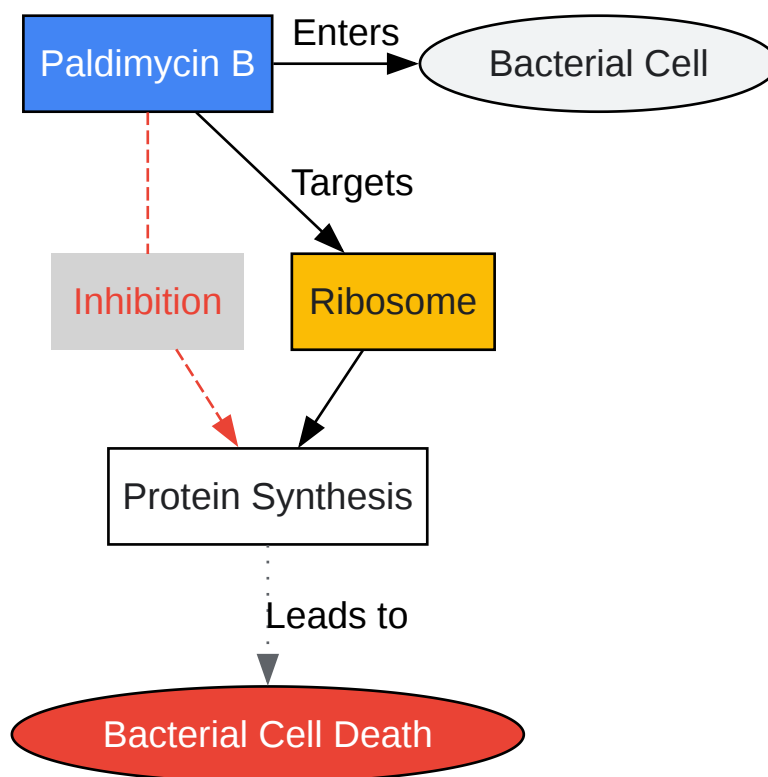 Paldimycin B
Enters
Bacterial Cell
Targets
Inhibition
Ribosome
Protein Synthesis
Leads to
Bacterial Cell Death